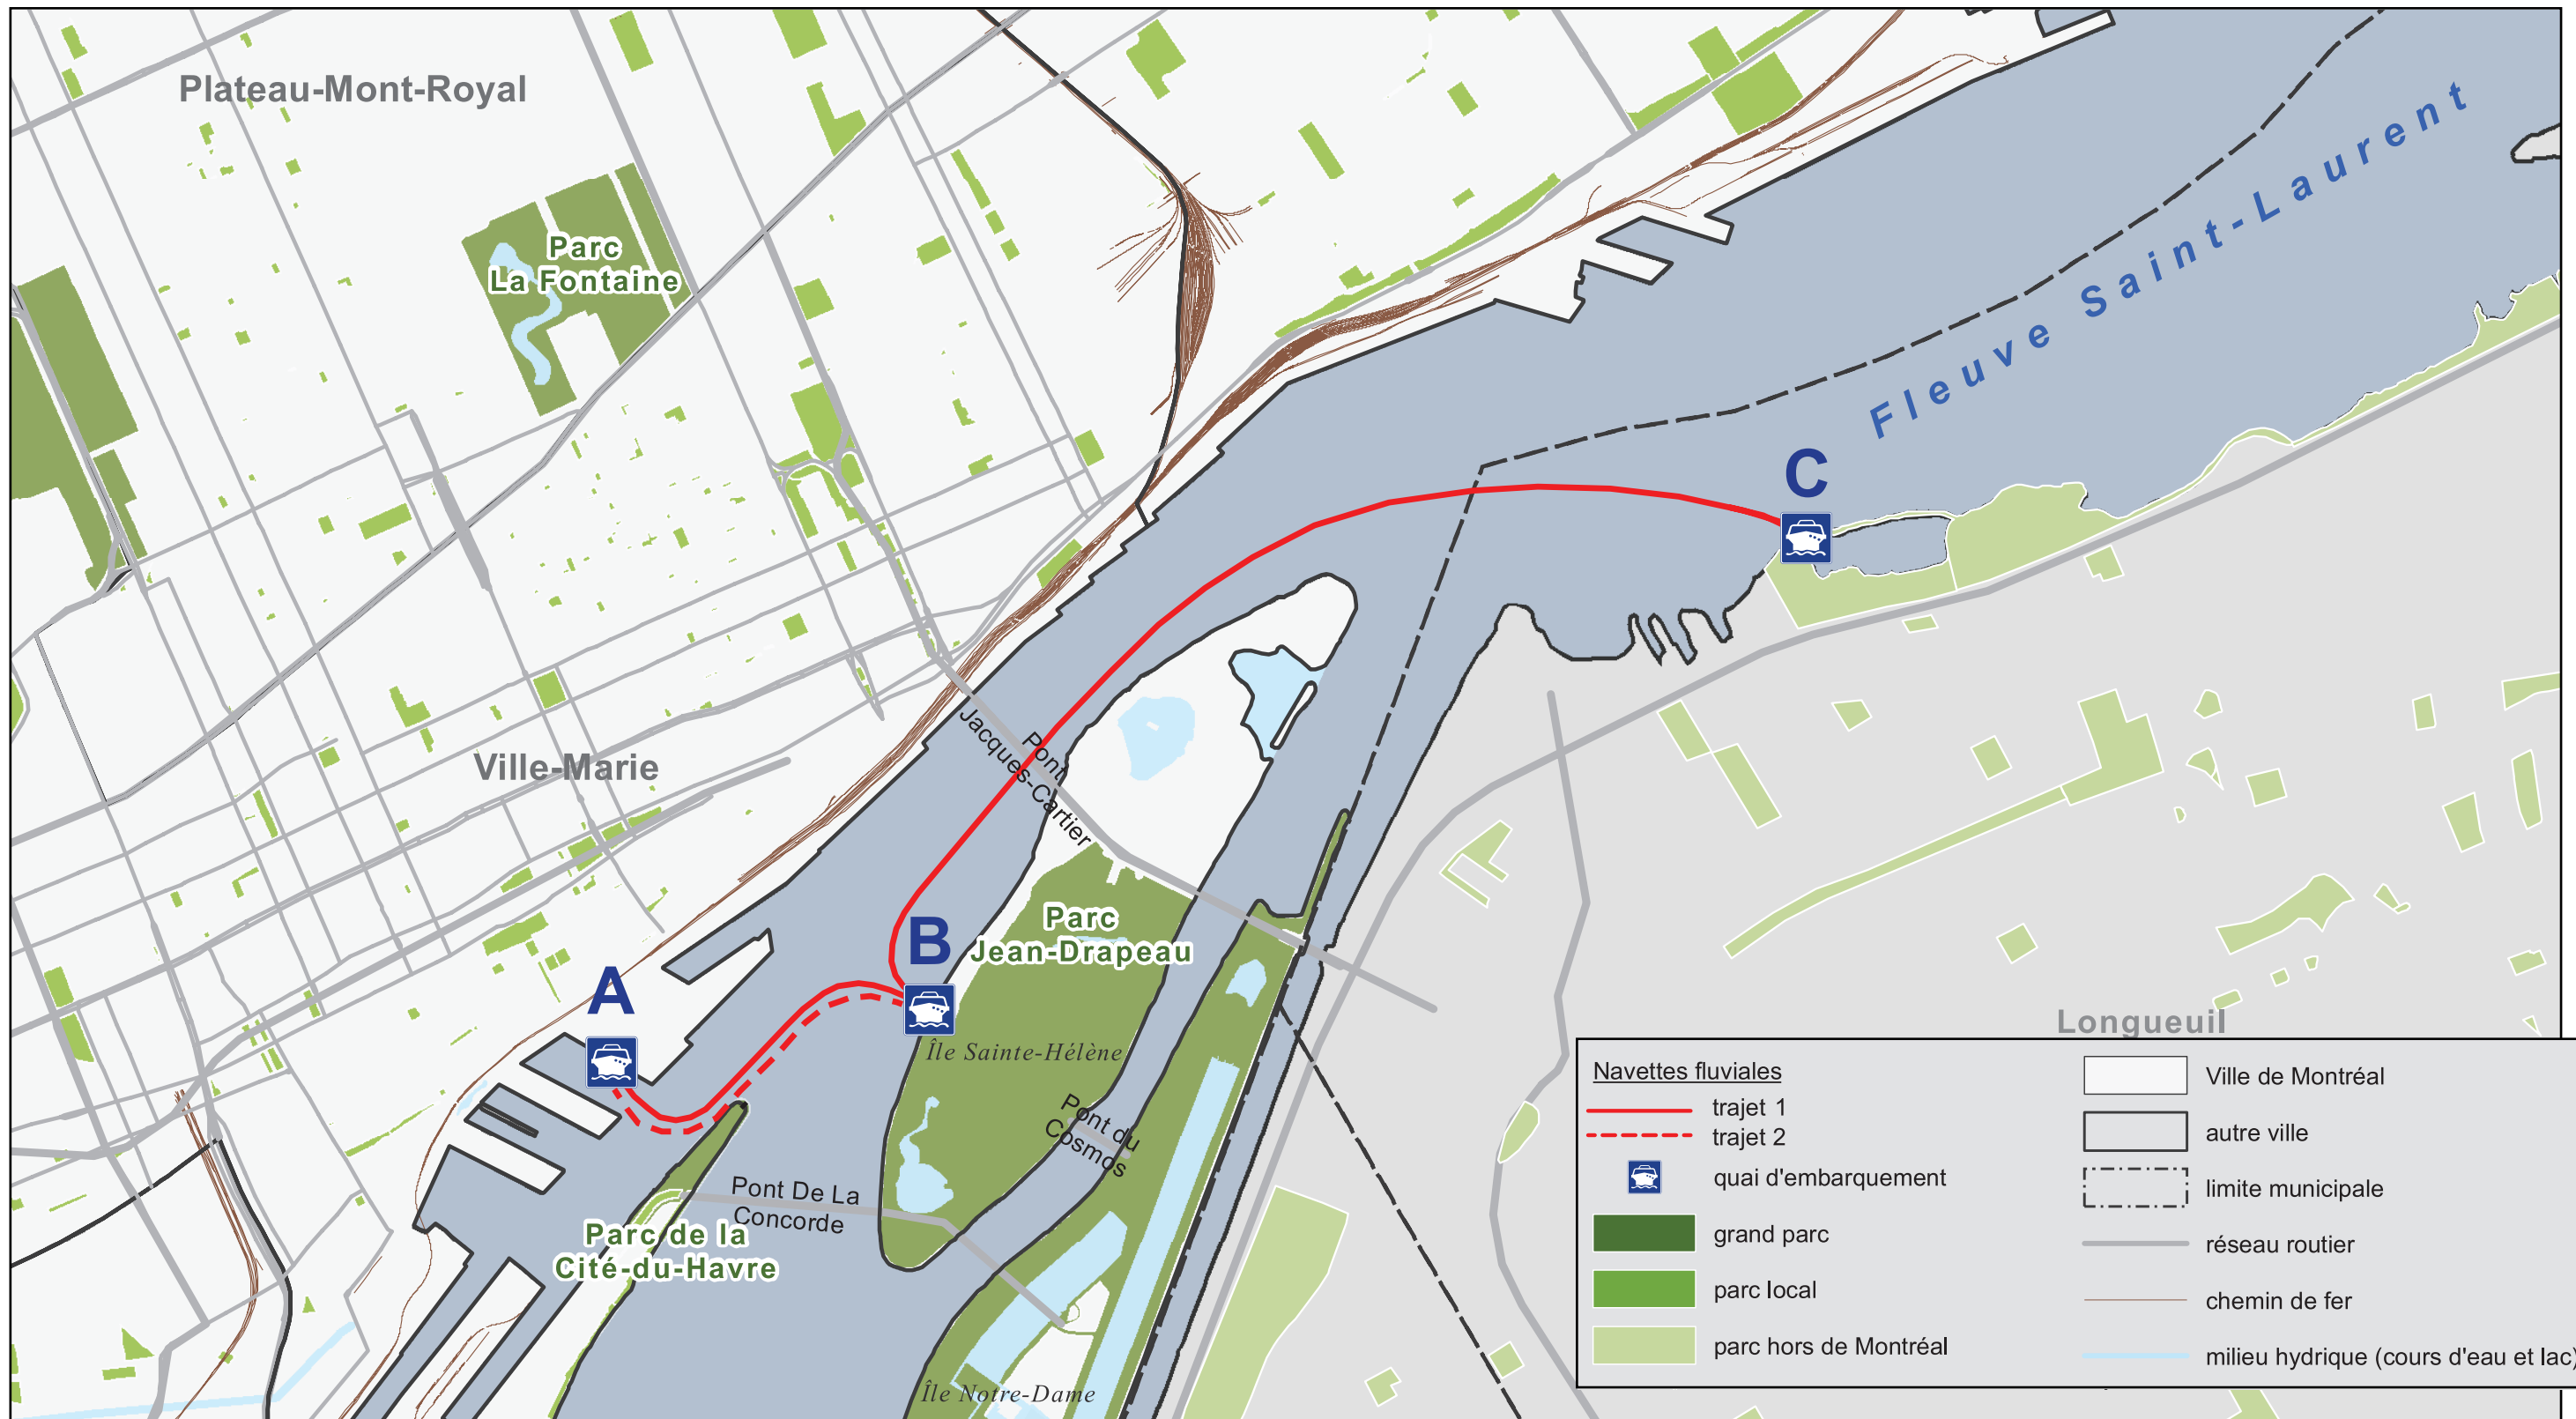 Plateau-Mont-Royal
Parc
La Fontaine
Fleuve Saint-Laurent
C
Pont
Jacques-Cartier
Ville-Marie
Parc
Jean-Drapeau
B
A
Île Sainte-Hélène
Pont du
Cosmos
Pont De La
Concorde
Parc de la
Cité-du-Havre
Île Notre-Dame
Longueuil
Navettes fluviales
trajet 1
trajet 2
quai d'embarquement
grand parc
parc local
parc hors de Montréal
Ville de Montréal
autre ville
limite municipale
réseau routier
chemin de fer
milieu hydrique (cours d'eau et lac)